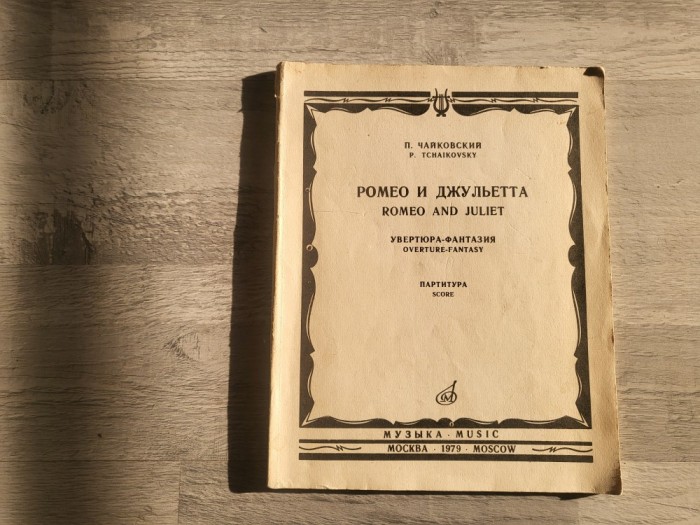 П. ЧАЙКОВСКИЙ
P. TCHAIKOVSKY
РОМЕО И ДЖУЛЬЕТТА
ROMEO AND JULIET
УВЕРТЮРА-ФАНТАЗИЯ
OVERTURE-FANTASY
ПАРТИТУРА
SCORE
МУЗЫКА · MUSIC
МОСКВА · 1979 · MOSCOW